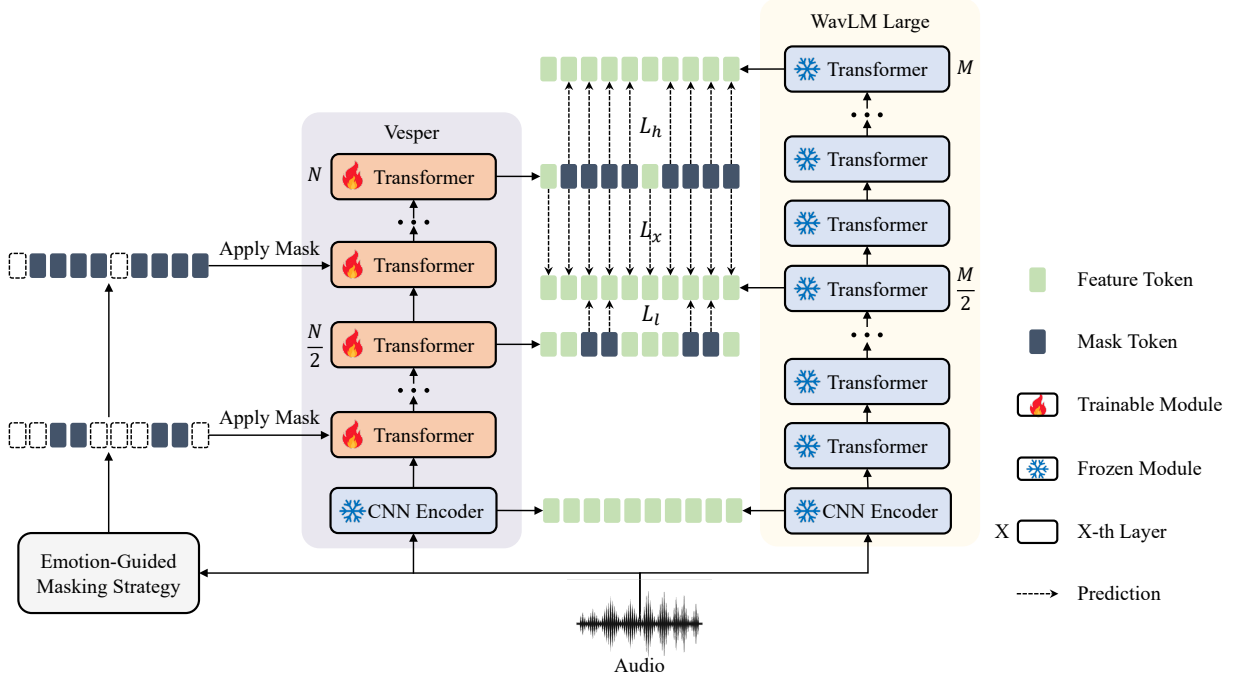 WavLM Large
Transformer
M
Vesper
L_h
Transformer
N
Transformer
Transformer
Apply Mask
Transformer
L_x
Transformer
M/2
Feature Token
L_l
N/2
Transformer
Mask Token
Transformer
Trainable Module
Apply Mask
Transformer
Transformer
Frozen Module
CNN Encoder
CNN Encoder
X
X-th Layer
Emotion-Guided
Masking Strategy
Prediction
Audio